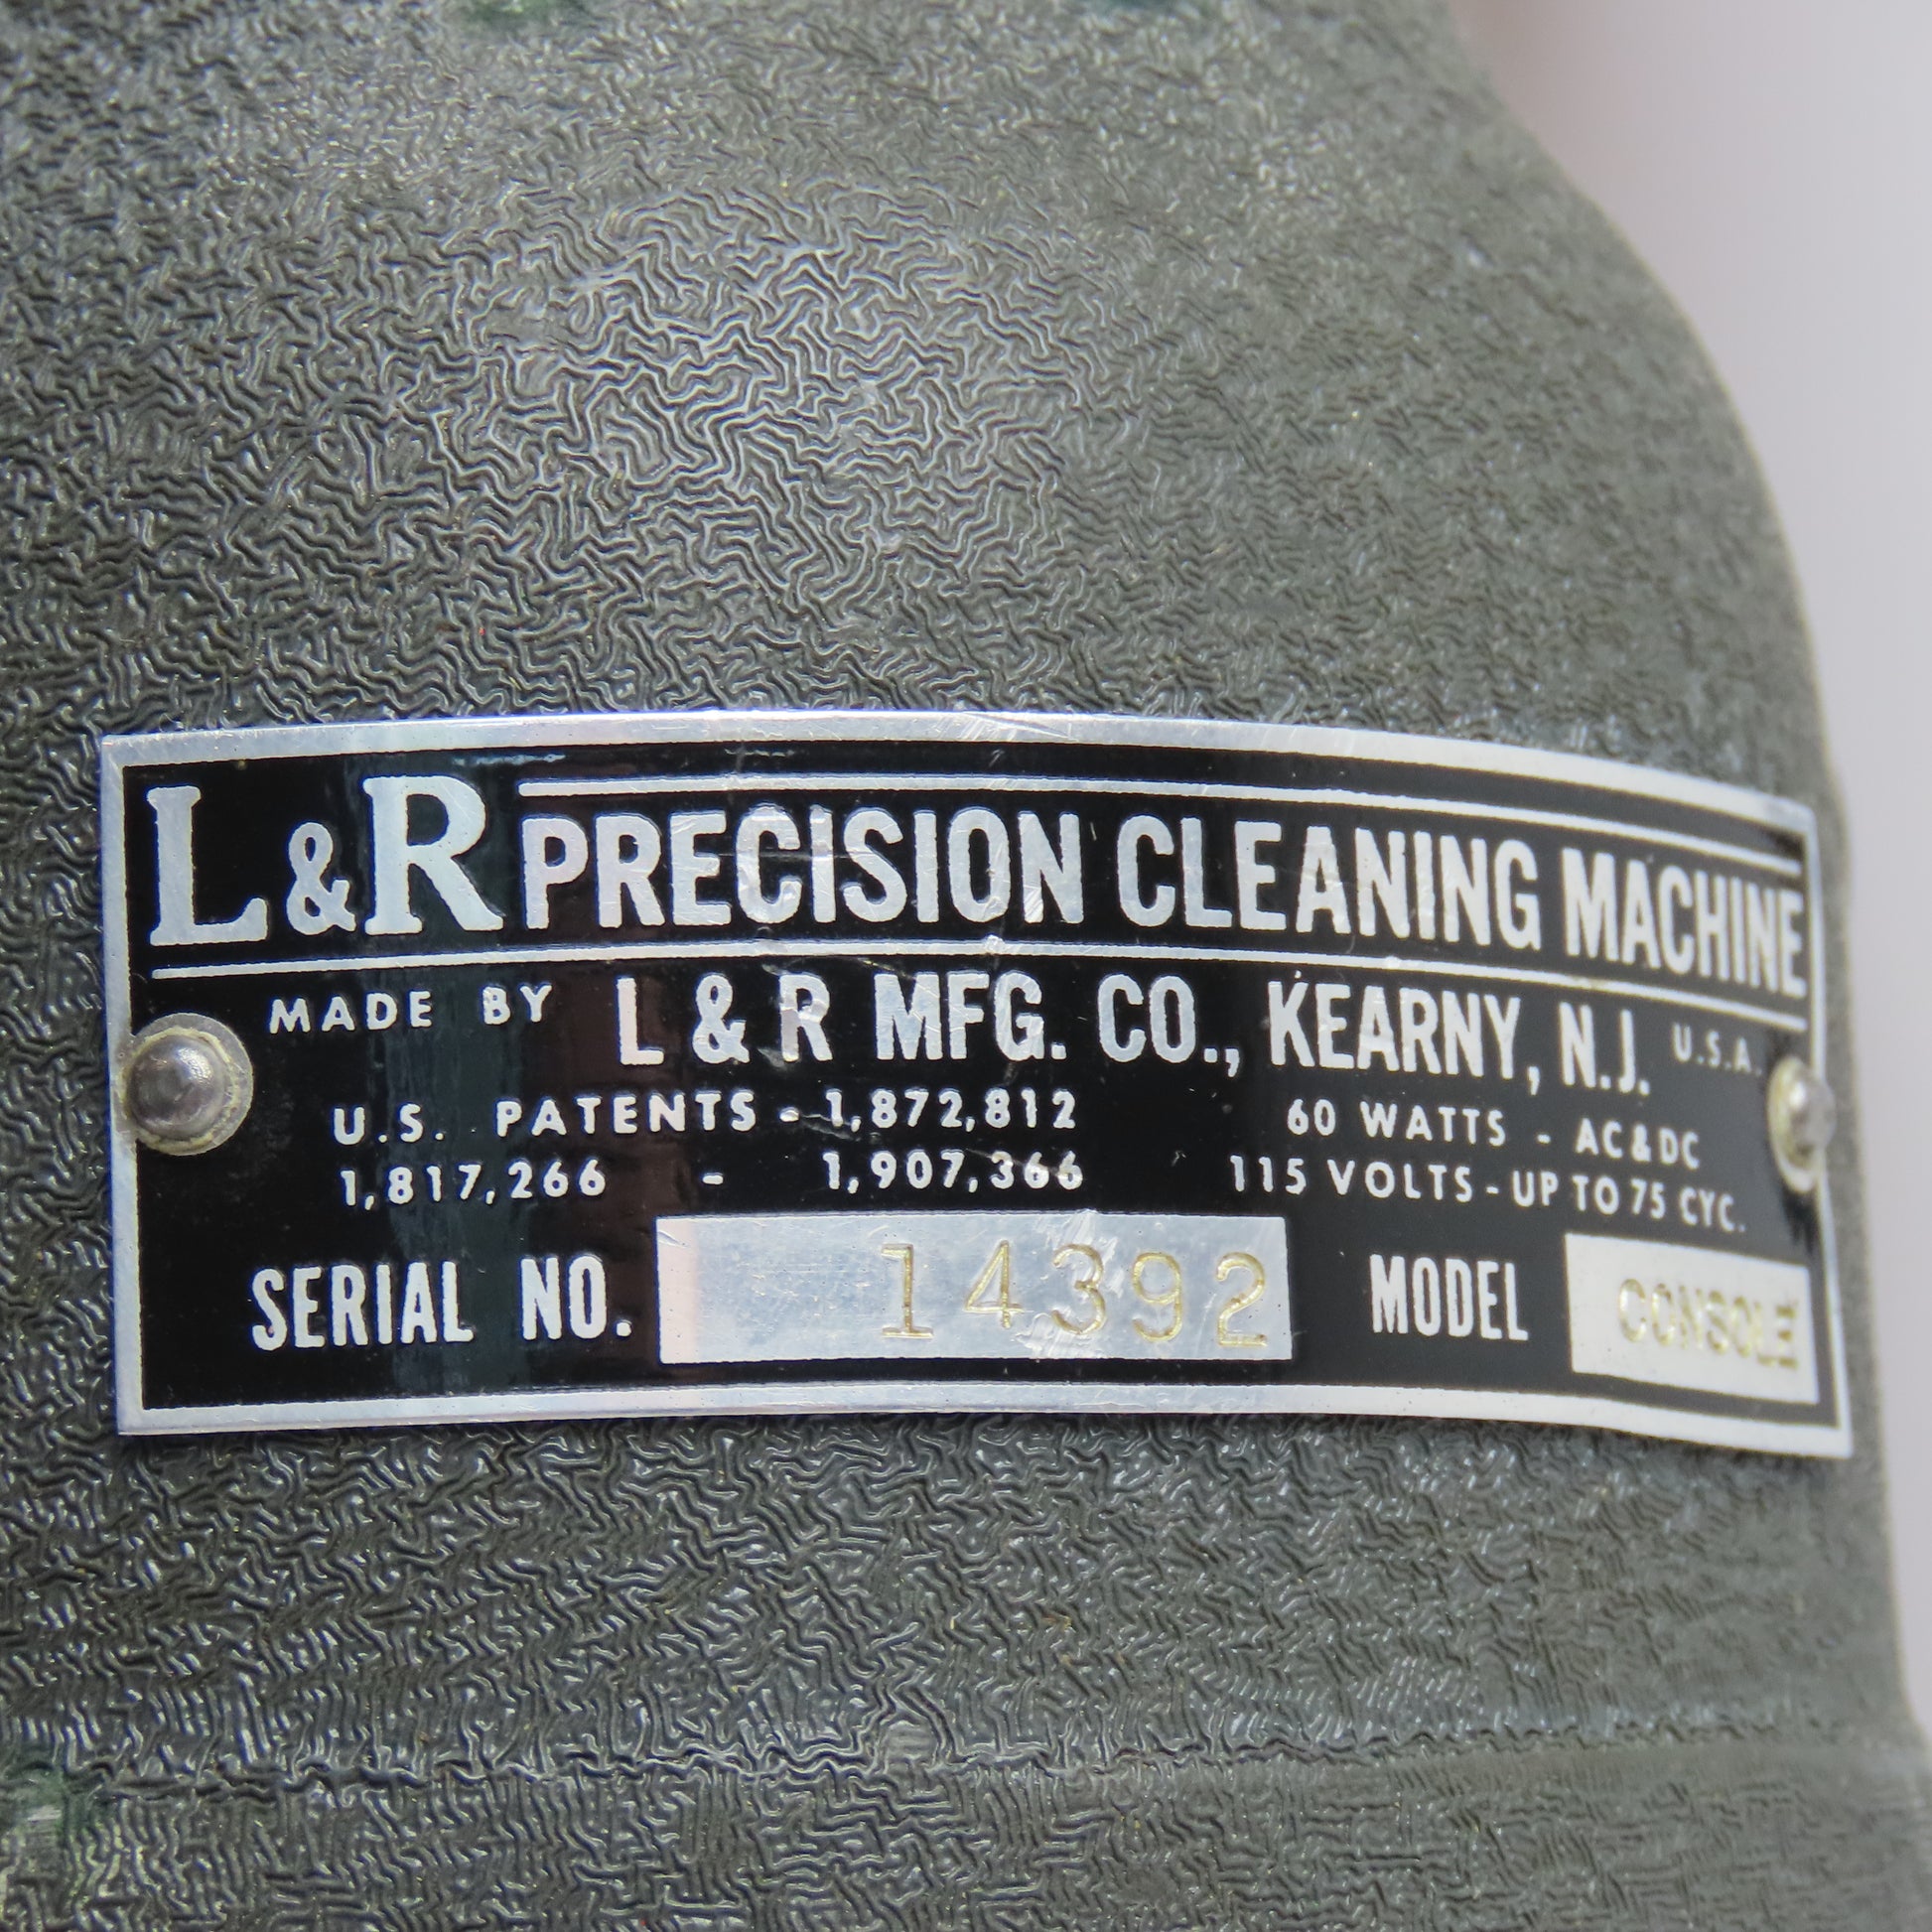 L & R PRECISION CLEANING MACHINE
MADE BY L & R MFG. CO., KEARNY, N.J. U.S.A.
U.S. PATENTS - 1,872,812
1,817,266 - 1,907,366
60 WATTS - AC & DC
115 VOLTS - UP TO 75 CYC.
SERIAL NO. 14392
MODEL CONSOLE